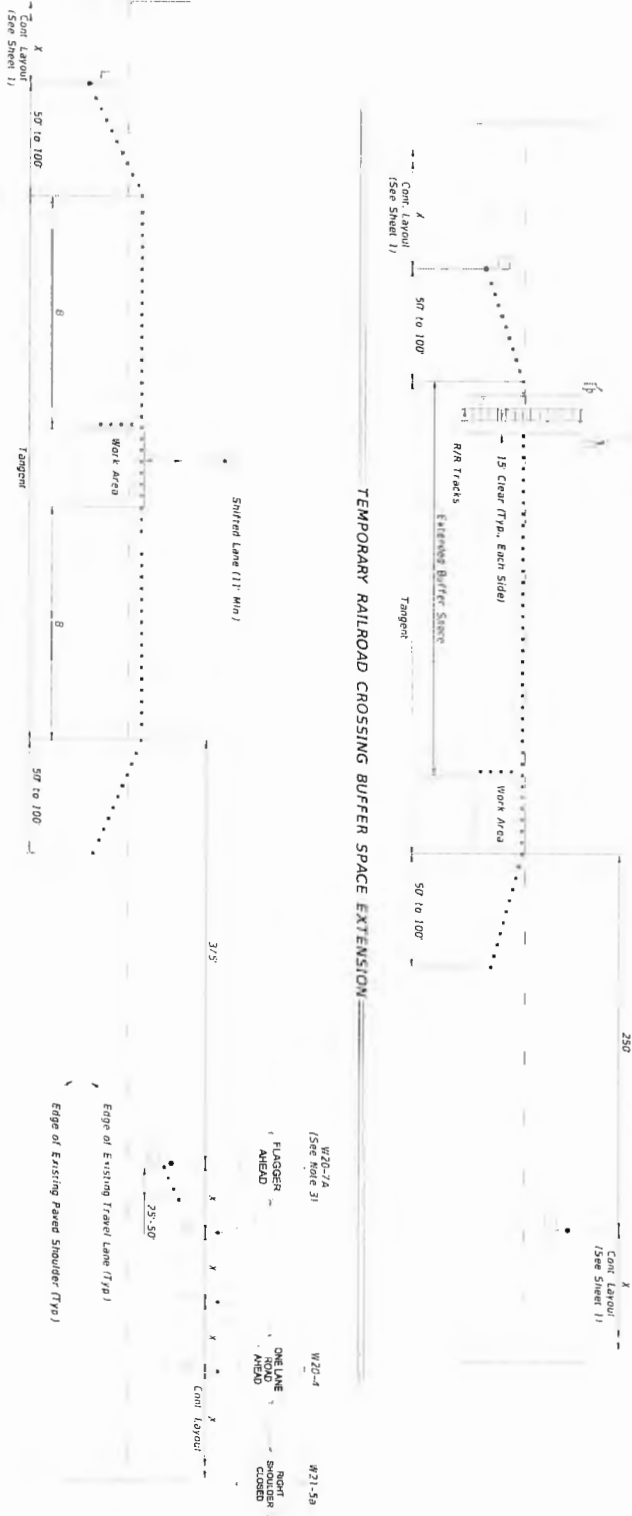 250'
X
Cont. Layout
(See Sheet 1)
X
Cont. Layout
(See Sheet 1)
50' to 100'
R/R Tracks
15' Clear (Typ., Each Side)
Extended Buffer Space
Tangent
Work Area
50' to 100'
TEMPORARY RAILROAD CROSSING BUFFER SPACE EXTENSION
W20-7A
(See Note 3)
FLAGGER
AHEAD
W20-4
ONE LANE
ROAD
AHEAD
W21-5a
RIGHT
SHOULDER
CLOSED
Shifted Lane (11' Min)
315'
X
X
X
X
Cont Layout
25'-50'
Work Area
B
B
X
Cont Layout
(See Sheet 1)
50' to 100'
Tangent
50' to 100'
Edge of Existing Travel Lane (Typ)
Edge of Existing Paved Shoulder (Typ)